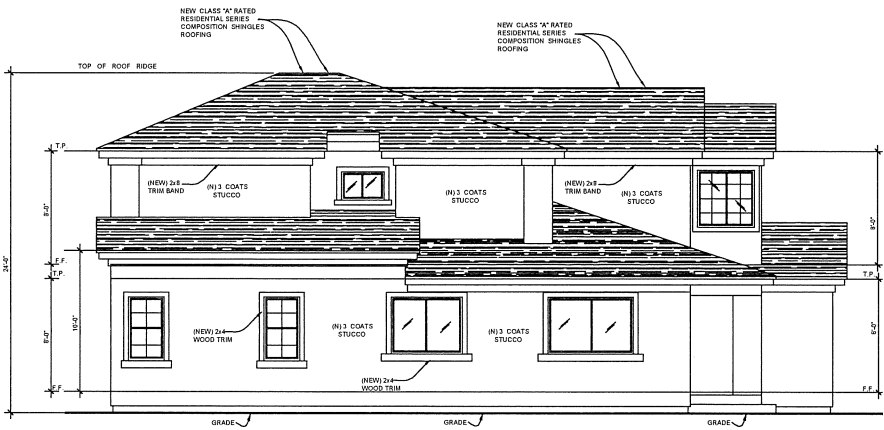 NEW CLASS "A" RATED
RESIDENTIAL SERIES
COMPOSITION SHINGLES
ROOFING
NEW CLASS "A" RATED
RESIDENTIAL SERIES
COMPOSITION SHINGLES
ROOFING
TOP OF ROOF RIDGE
T.P.
T.P.
(NEW) 2x8
TRIM BAND
(N) 3 COATS
STUCCO
(N) 3 COATS
STUCCO
(NEW) 2x8
TRIM BAND
(N) 3 COATS
STUCCO
8'-0"
8'-0"
24'-0"
F.F.
T.P.
F.F.
T.P.
8'-0"
10'-0"
(NEW) 2x4
WOOD TRIM
(N) 3 COATS
STUCCO
(N) 3 COATS
STUCCO
8'-0"
(NEW) 2x4
WOOD TRIM
F.F.
F.F.
GRADE
GRADE
GRADE